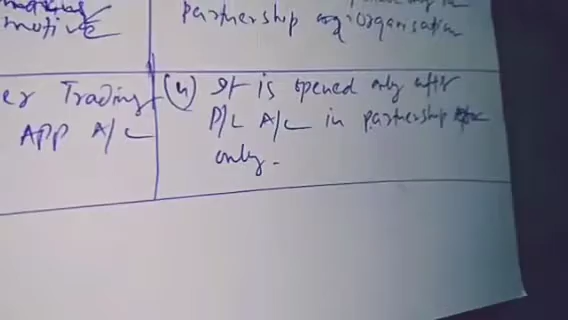 motive
partnership organisation
er Trading
APP A/C
(4) It is opened only after
P/L A/C in partnership
only.